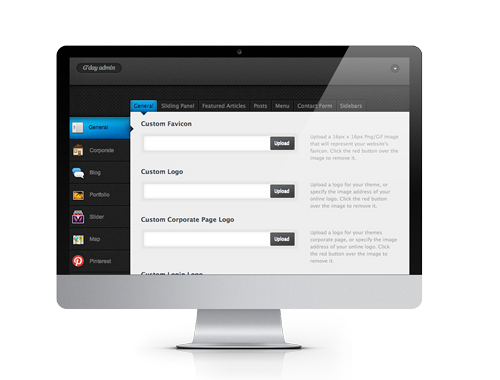 G'day admin
General Sliding Panel Featured Articles Posts Menu Contact Form Sidebars
General
Corporate
Blog
Portfolio
Slider
Map
Pinterest
Custom Favicon
Upload
Upload a 16px x 16px Png/Gif image
that will represent your website's
favicon. Click the red button over the
image to remove it.
Custom Logo
Upload
Upload a logo for your theme, or
specify the image address of your
online logo. Click the red button
over the image to remove it.
Custom Corporate Page Logo
Upload
Upload a logo for your themes
corporate page, or specify the image
address of your online logo. Click
the red button over the image to
remove it.
Custom Login Logo